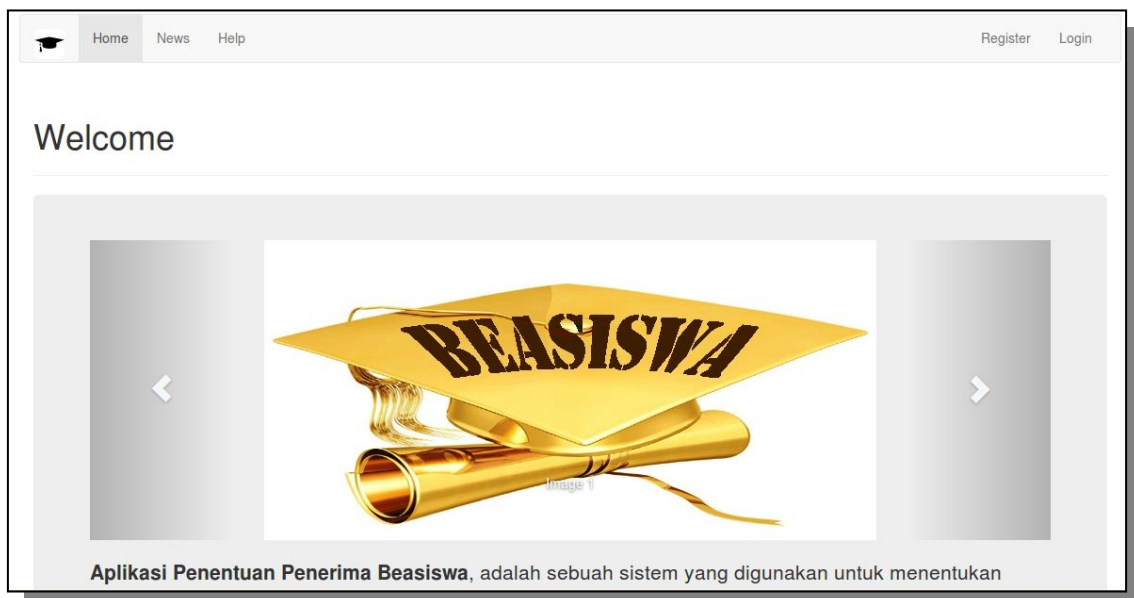 Home News Help Register Login
Welcome
BEASISWA
Image 1
Aplikasi Penentuan Penerima Beasiswa, adalah sebuah sistem yang digunakan untuk menentukan